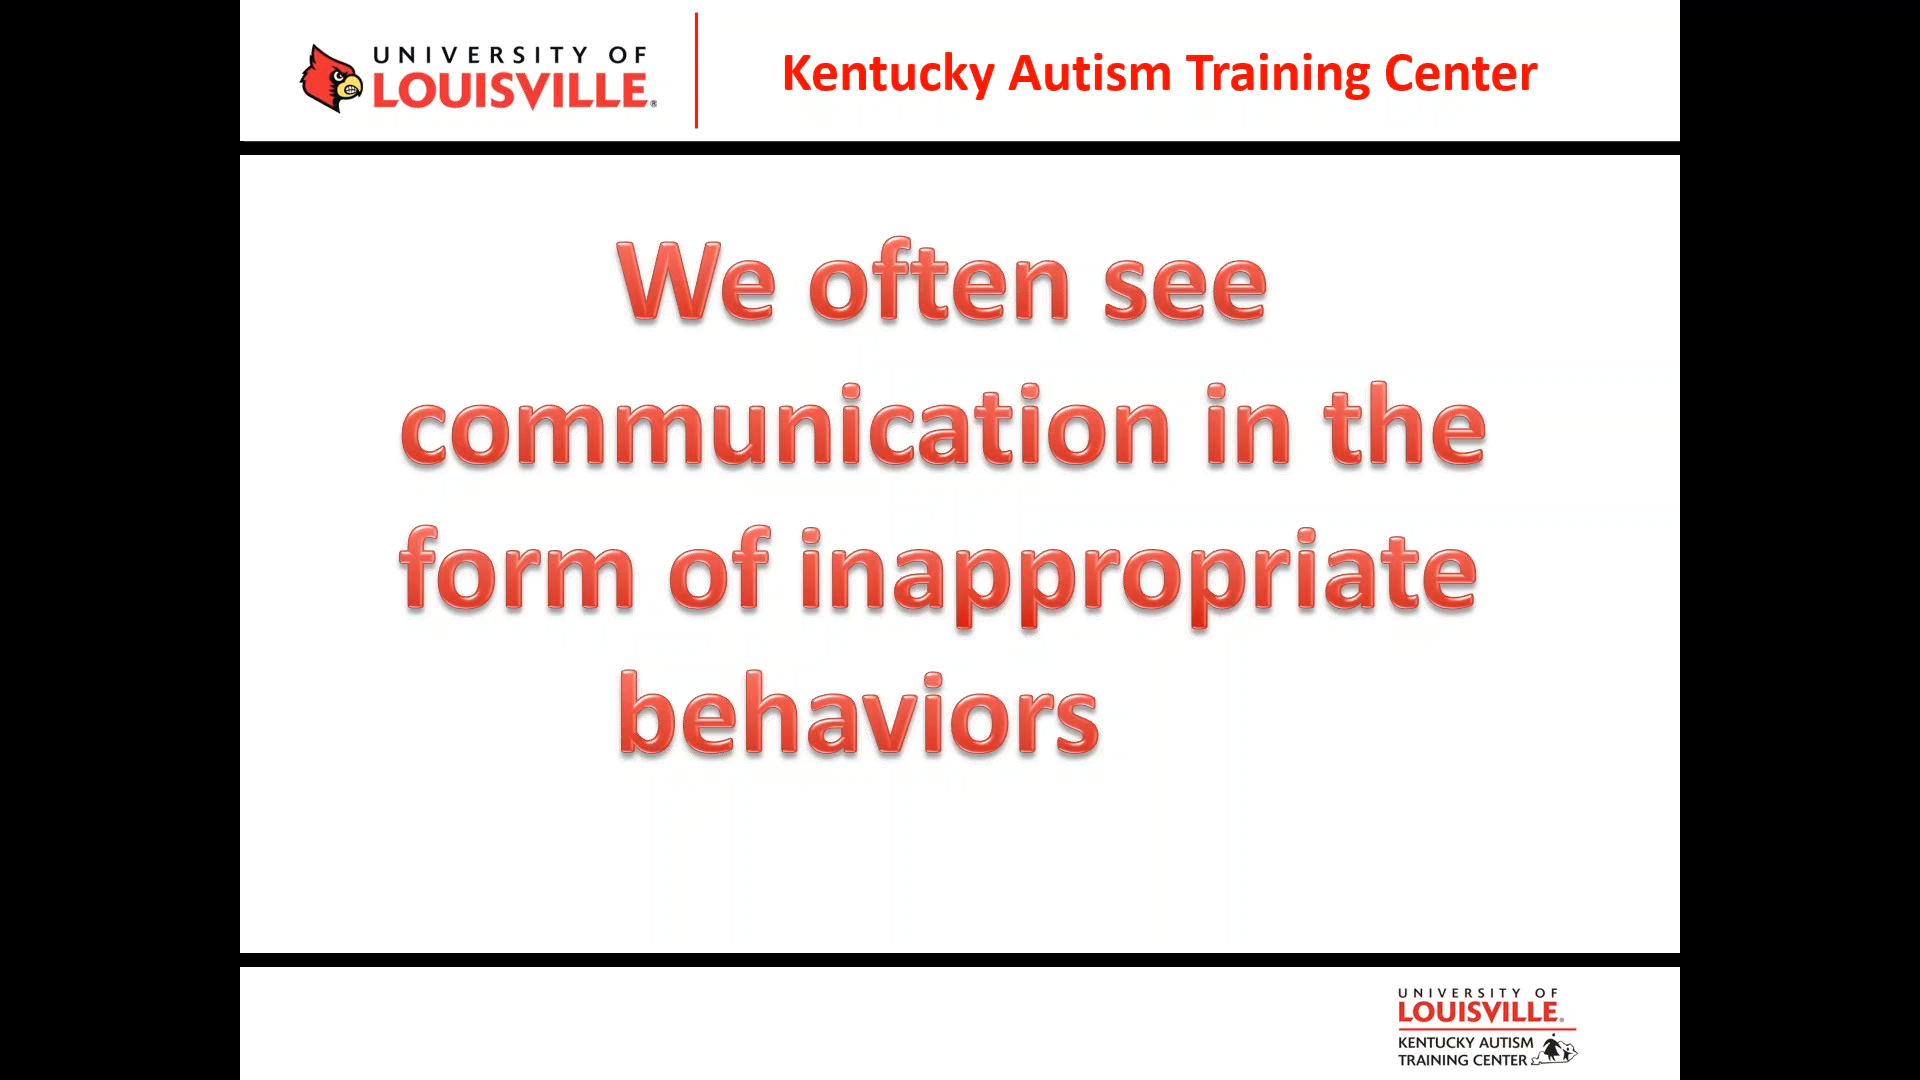 UNIVERSITY OF
LOUISVILLE®
Kentucky Autism Training Center
We often see
communication in the
form of inappropriate
behaviors
UNIVERSITY OF
LOUISVILLE®
KENTUCKY AUTISM
TRAINING CENTER